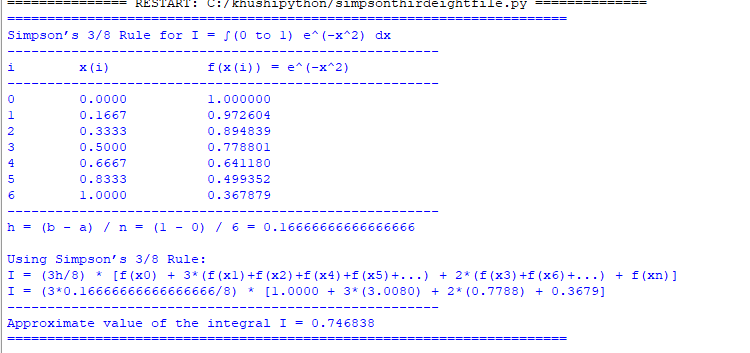 =============== RESTART: C:/khushipython/simpsonthirdeightfile.py ==============
======================================================================
Simpson's 3/8 Rule for I = ∫(0 to 1) e^(-x^2) dx
------------------------------------------------------
i        x(i)            f(x(i)) = e^(-x^2)
------------------------------------------------------
0        0.0000          1.000000
1        0.1667          0.972604
2        0.3333          0.894839
3        0.5000          0.778801
4        0.6667          0.641180
5        0.8333          0.499352
6        1.0000          0.367879
------------------------------------------------------
h = (b - a) / n = (1 - 0) / 6 = 0.16666666666666666
Using Simpson's 3/8 Rule:
I = (3h/8) * [f(x0) + 3*(f(x1)+f(x2)+f(x4)+f(x5)+...) + 2*(f(x3)+f(x6)+...) + f(xn)]
I = (3*0.16666666666666666/8) * [1.0000 + 3*(3.0080) + 2*(0.7788) + 0.3679]
------------------------------------------------------
Approximate value of the integral I = 0.746838
======================================================================